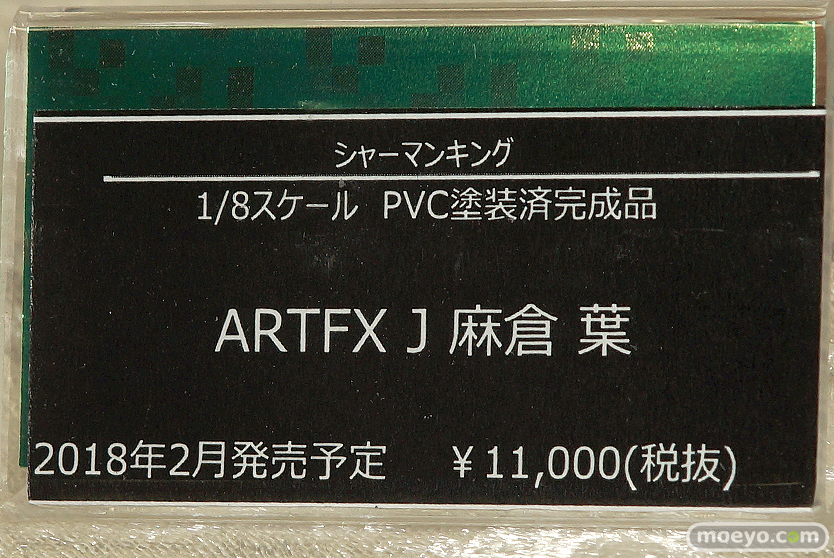 シャーマンキング
1/8スケール PVC塗装済完成品
ARTFX J 麻倉 葉
2018年2月発売予定 ¥11,000(税抜)
moeyo.com